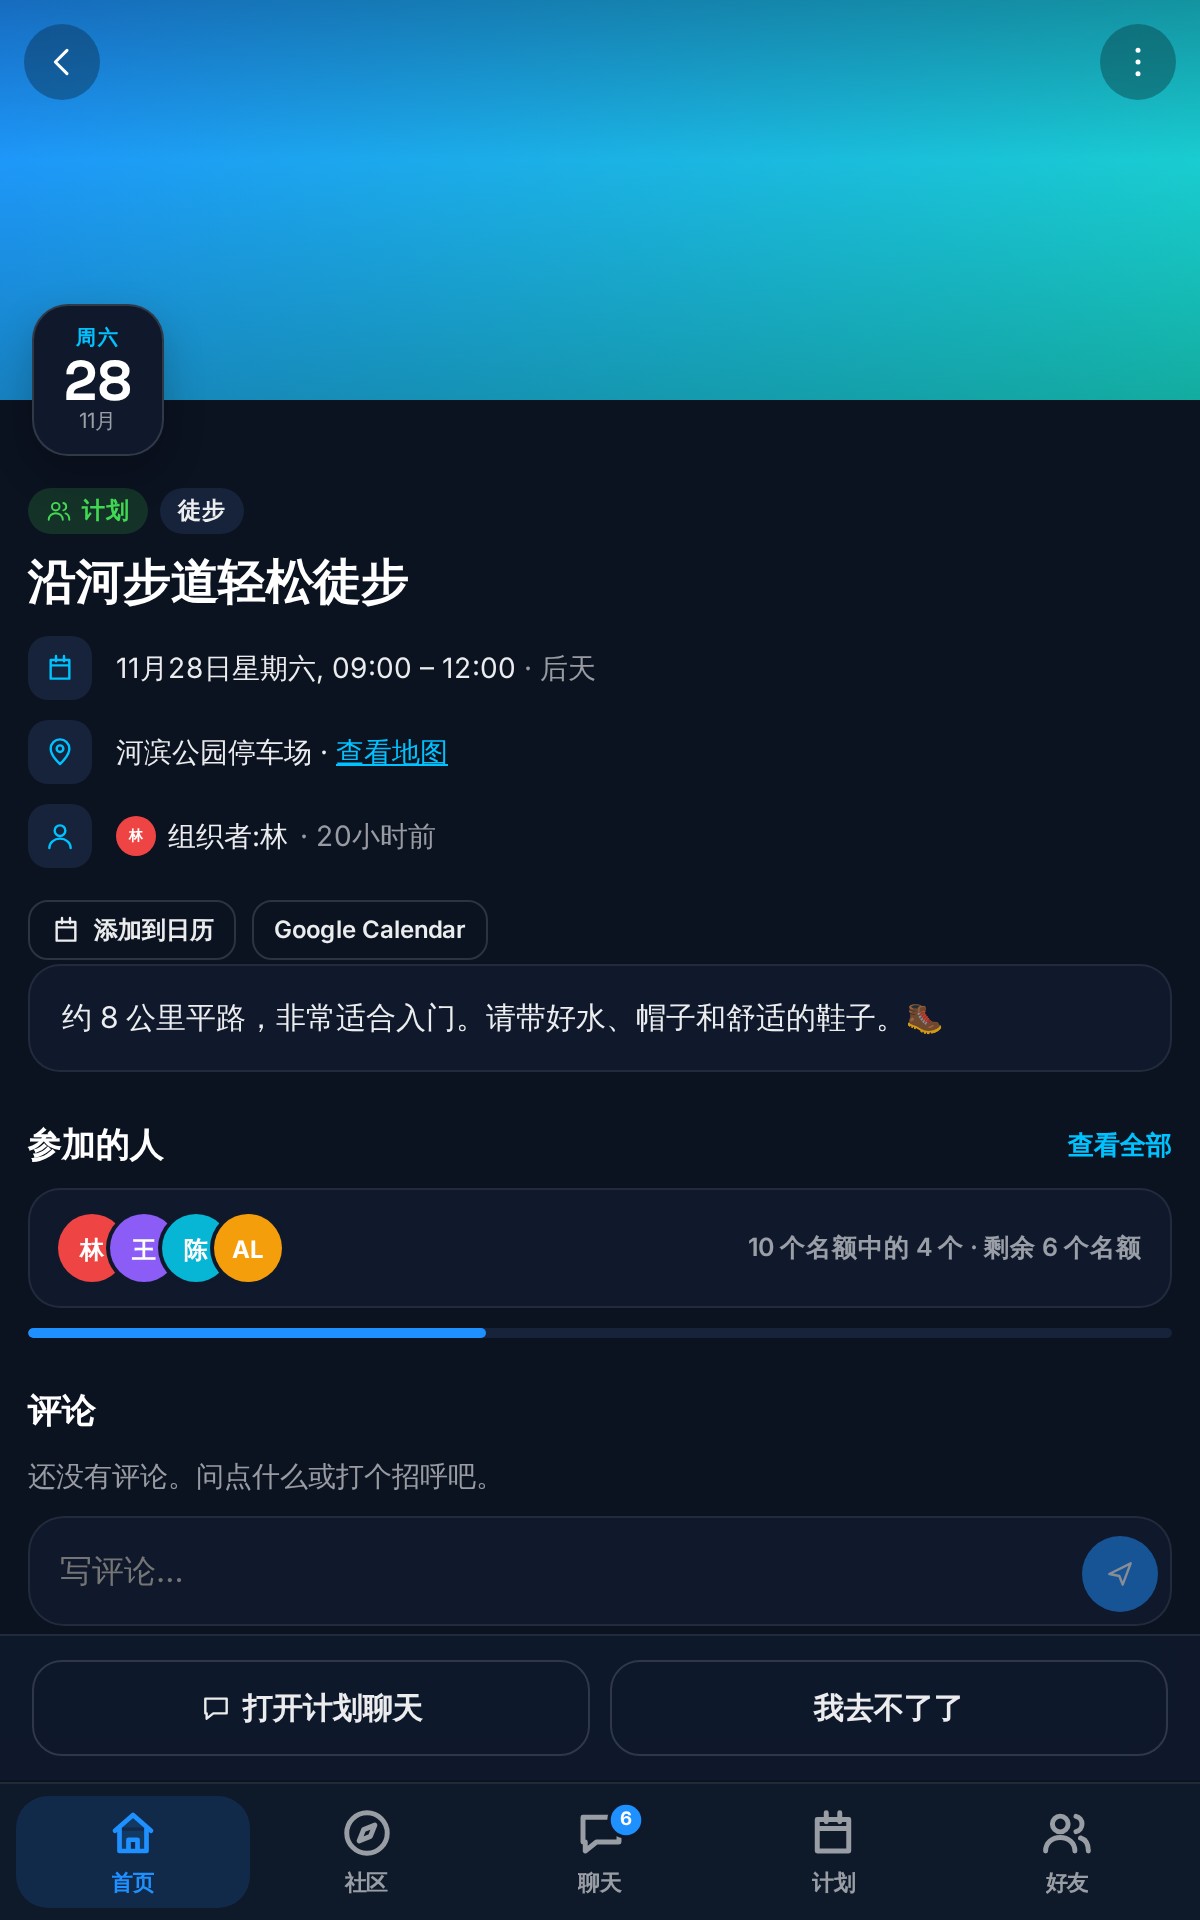 周六
28
11月
计划
徒步
沿河步道轻松徒步
11月28日星期六, 09:00 – 12:00 · 后天
河滨公园停车场 · 查看地图
林 组织者:林 · 20小时前
添加到日历
Google Calendar
约 8 公里平路，非常适合入门。请带好水、帽子和舒适的鞋子。🥾
参加的人
查看全部
林 王 陈 AL
10 个名额中的 4 个 · 剩余 6 个名额
评论
还没有评论。问点什么或打个招呼吧。
写评论...
打开计划聊天
我去不了了
6
首页
社区
聊天
计划
好友